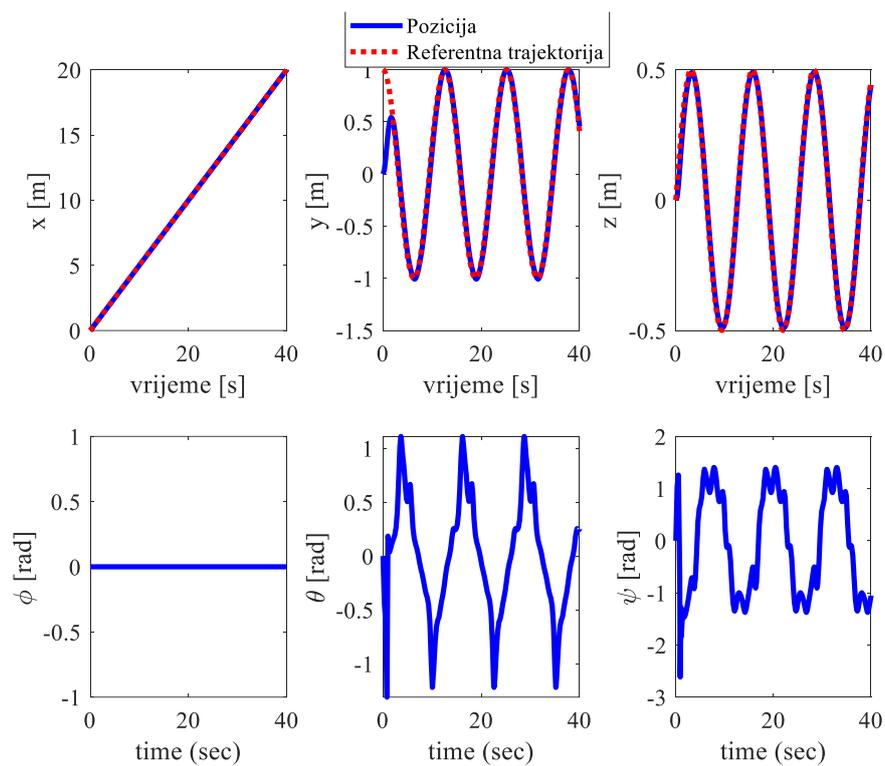 Pozicija
Referentna trajektorija
20
15
10
5
0
x [m]
0 20 40
vrijeme [s]
1
0.5
0
-0.5
-1
-1.5
y [m]
0 20 40
vrijeme [s]
0.5
0
-0.5
z [m]
0 20 40
vrijeme [s]
1
0.5
0
-0.5
-1
ϕ [rad]
0 20 40
time (sec)
1
0.5
0
-0.5
-1
θ [rad]
0 20 40
time (sec)
2
1
0
-1
-2
-3
ψ [rad]
0 20 40
time (sec)